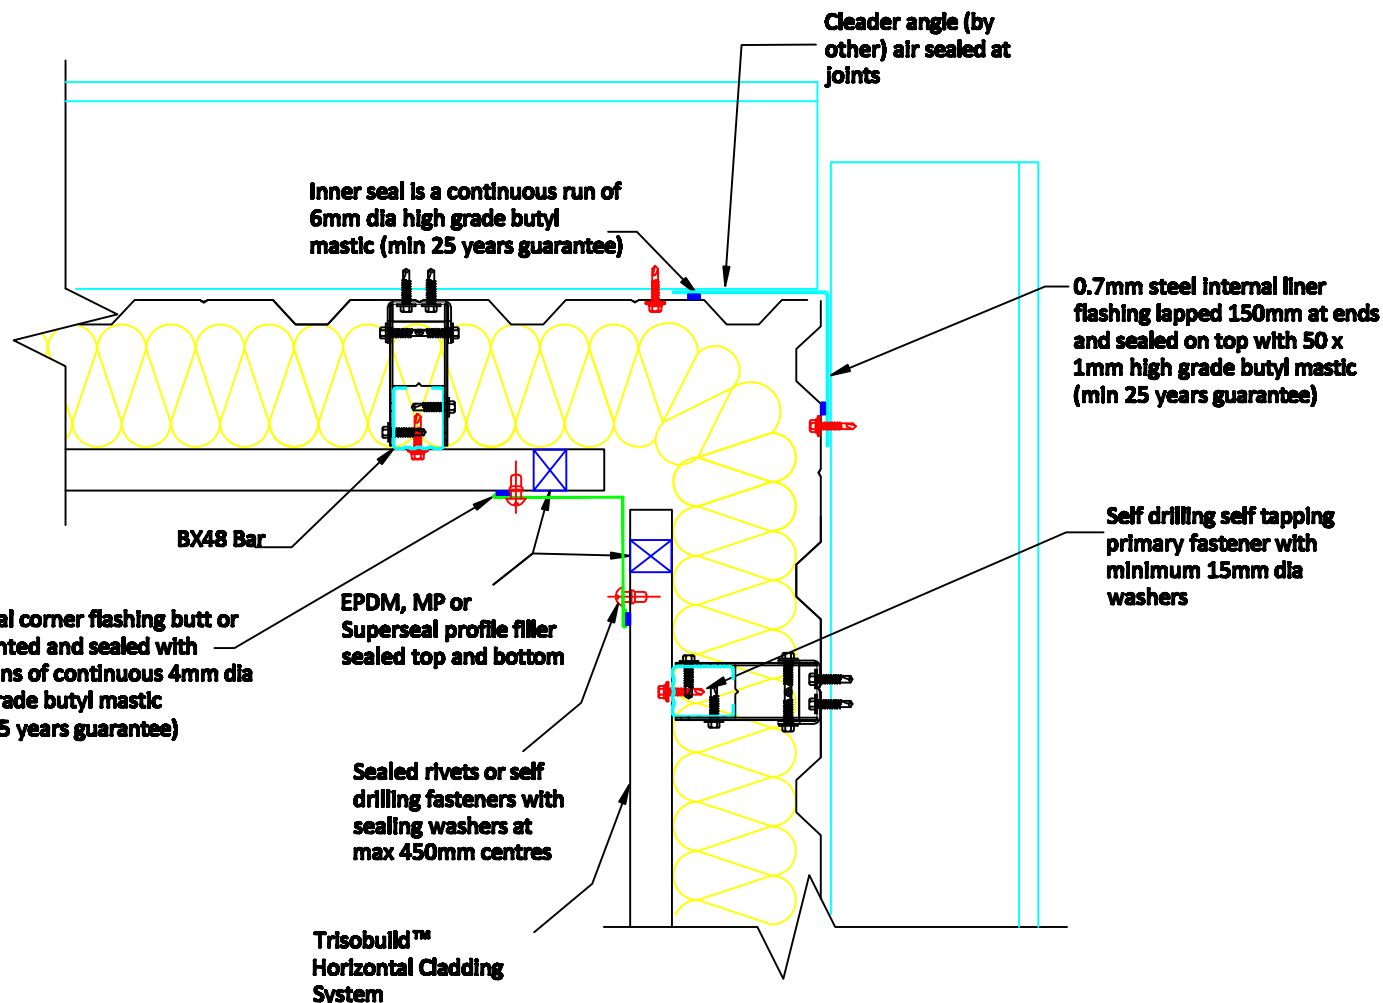 Cleader angle (by
other) air sealed at
joints
Inner seal is a continuous run of
6mm dia high grade butyl
mastic (min 25 years guarantee)
0.7mm steel internal liner
flashing lapped 150mm at ends
and sealed on top with 50 x
1mm high grade butyl mastic
(min 25 years guarantee)
BX48 Bar
Self drilling self tapping
primary fastener with
minimum 15mm dia
washers
al corner flashing butt or
nted and sealed with
ns of continuous 4mm dia
rade butyl mastic
5 years guarantee)
EPDM, MP or
Superseal profile filler
sealed top and bottom
Sealed rivets or self
drilling fasteners with
sealing washers at
max 450mm centres
Trisobuild™
Horizontal Cladding
System